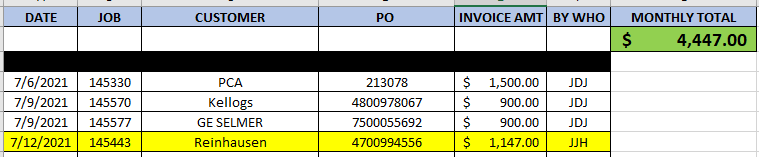 DATE JOB CUSTOMER PO INVOICE AMT BY WHO MONTHLY TOTAL
$ 4,447.00
7/6/2021 145330 PCA 213078 $ 1,500.00 JDJ
7/9/2021 145570 Kellogs 4800978067 $ 900.00 JDJ
7/9/2021 145577 GE SELMER 7500055692 $ 900.00 JDJ
7/12/2021 145443 Reinhausen 4700994556 $ 1,147.00 JJH